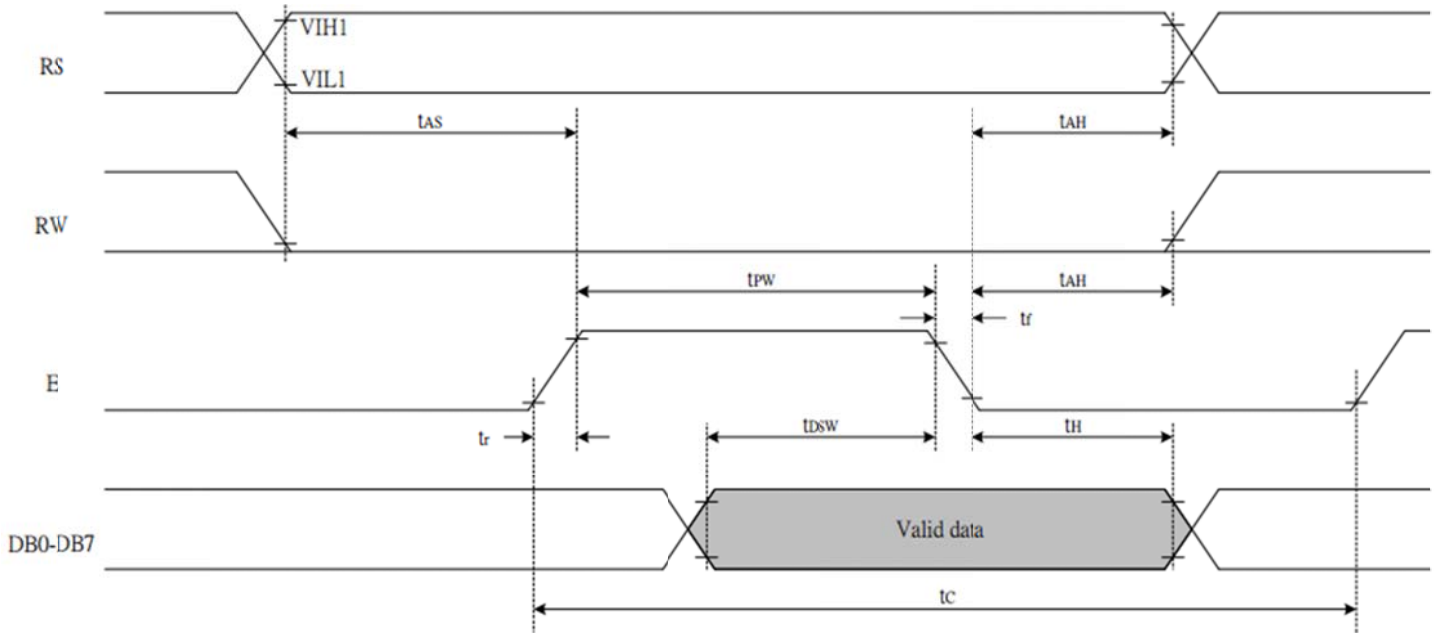 VIH1
RS
VIL1
tAS
tAH
RW
tPW
tAH
tf
E
tr
tDSW
tH
DB0-DB7
Valid data
tC